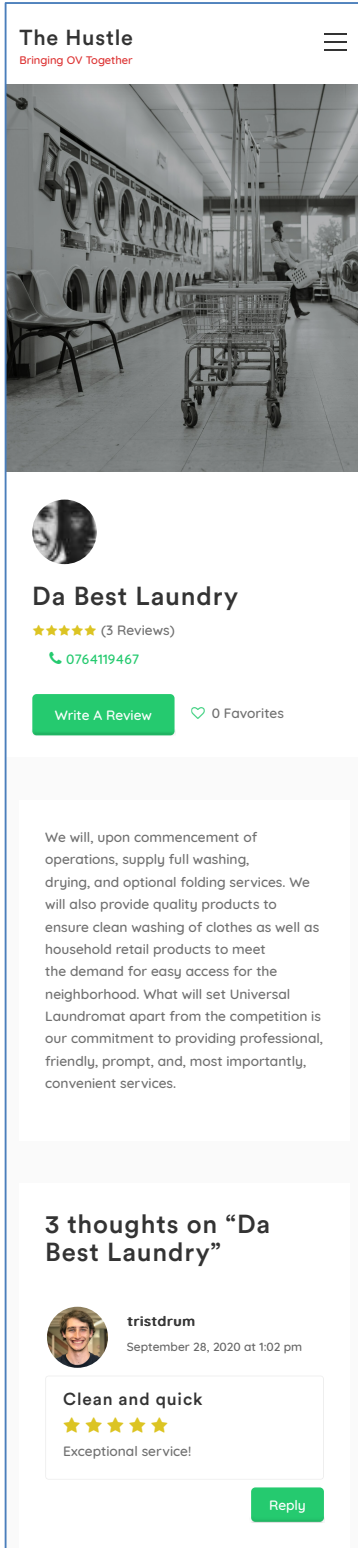 The Hustle
Bringing OV Together
Da Best Laundry
(3 Reviews)
0764119467
Write A Review
0 Favorites
We will, upon commencement of
operations, supply full washing,
drying, and optional folding services. We
will also provide quality products to
ensure clean washing of clothes as well as
household retail products to meet
the demand for easy access for the
neighborhood. What will set Universal
Laundromat apart from the competition is
our commitment to providing professional,
friendly, prompt, and, most importantly,
convenient services.
3 thoughts on “Da
Best Laundry”
tristdrum
September 28, 2020 at 1:02 pm
Clean and quick
Exceptional service!
Reply